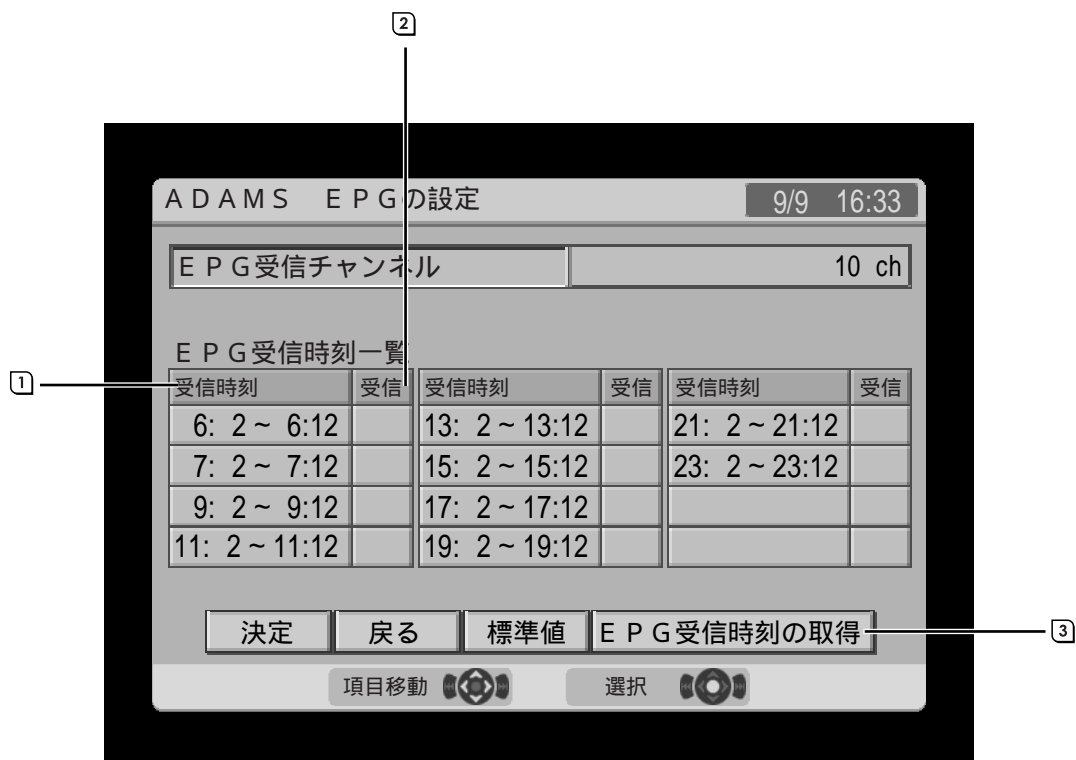 2
ADAMS EPGの設定 9/9 16:33
EPG受信チャンネル 10 ch
EPG受信時刻一覧
1
受信時刻 受信 受信時刻 受信 受信時刻 受信
6: 2~ 6:12 13: 2~13:12 21: 2~21:12
7: 2~ 7:12 15: 2~15:12 23: 2~23:12
9: 2~ 9:12 17: 2~17:12
11: 2~11:12 19: 2~19:12
決定 戻る 標準値 EPG受信時刻の取得
3
項目移動 選択